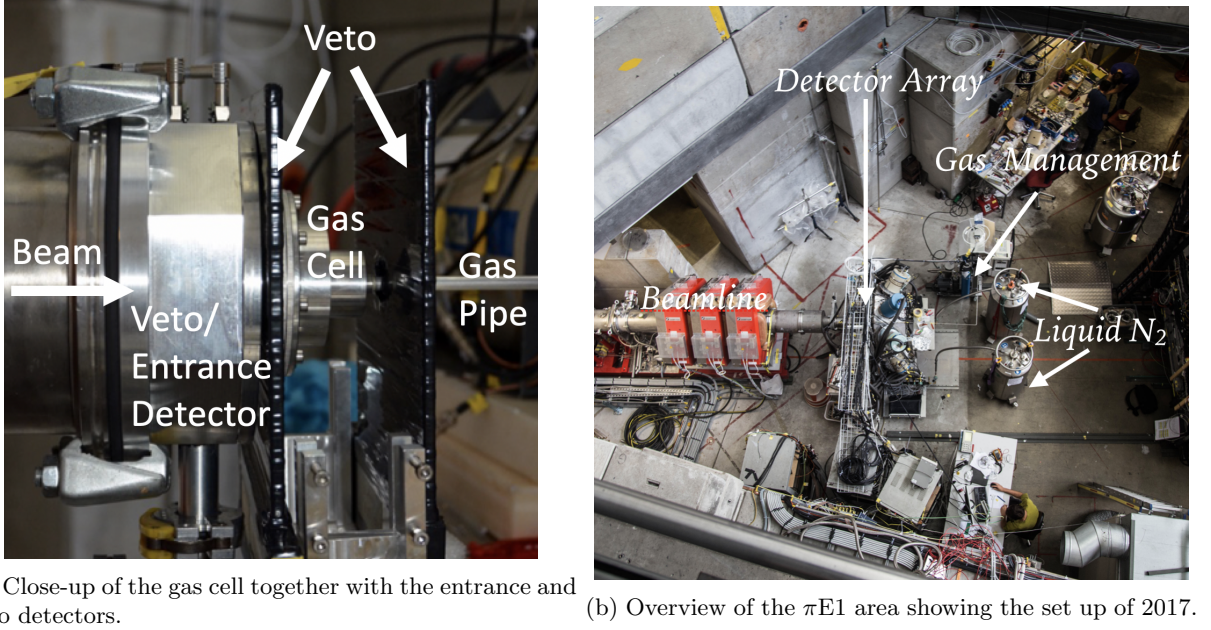 Veto
Gas
Cell
Beam
Gas
Pipe
Veto/
Entrance
Detector
Close-up of the gas cell together with the entrance and
o detectors.
Detector Array
Gas Management
Beamline
Liquid N₂
(b) Overview of the πE1 area showing the set up of 2017.